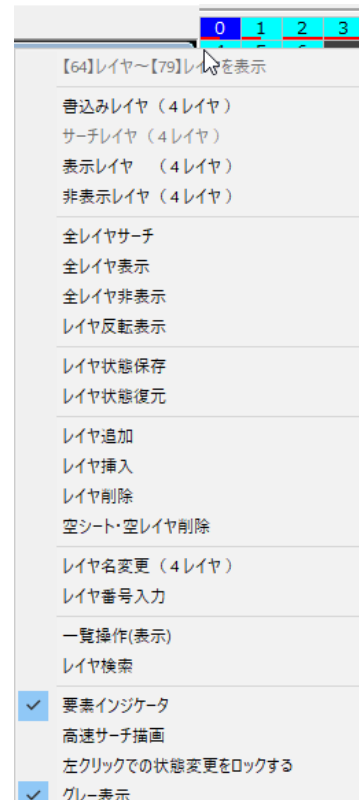 0 1 2 3
【64】レイヤ～【79】レイヤを表示
書込みレイヤ（4レイヤ）
サーチレイヤ（4レイヤ）
表示レイヤ　（4レイヤ）
非表示レイヤ（4レイヤ）
全レイヤサーチ
全レイヤ表示
全レイヤ非表示
レイヤ反転表示
レイヤ状態保存
レイヤ状態復元
レイヤ追加
レイヤ挿入
レイヤ削除
空シート・空レイヤ削除
レイヤ名変更（4レイヤ）
レイヤ番号入力
一覧操作(表示)
レイヤ検索
要素インジケータ
高速サーチ描画
左クリックでの状態変更をロックする
グレー表示